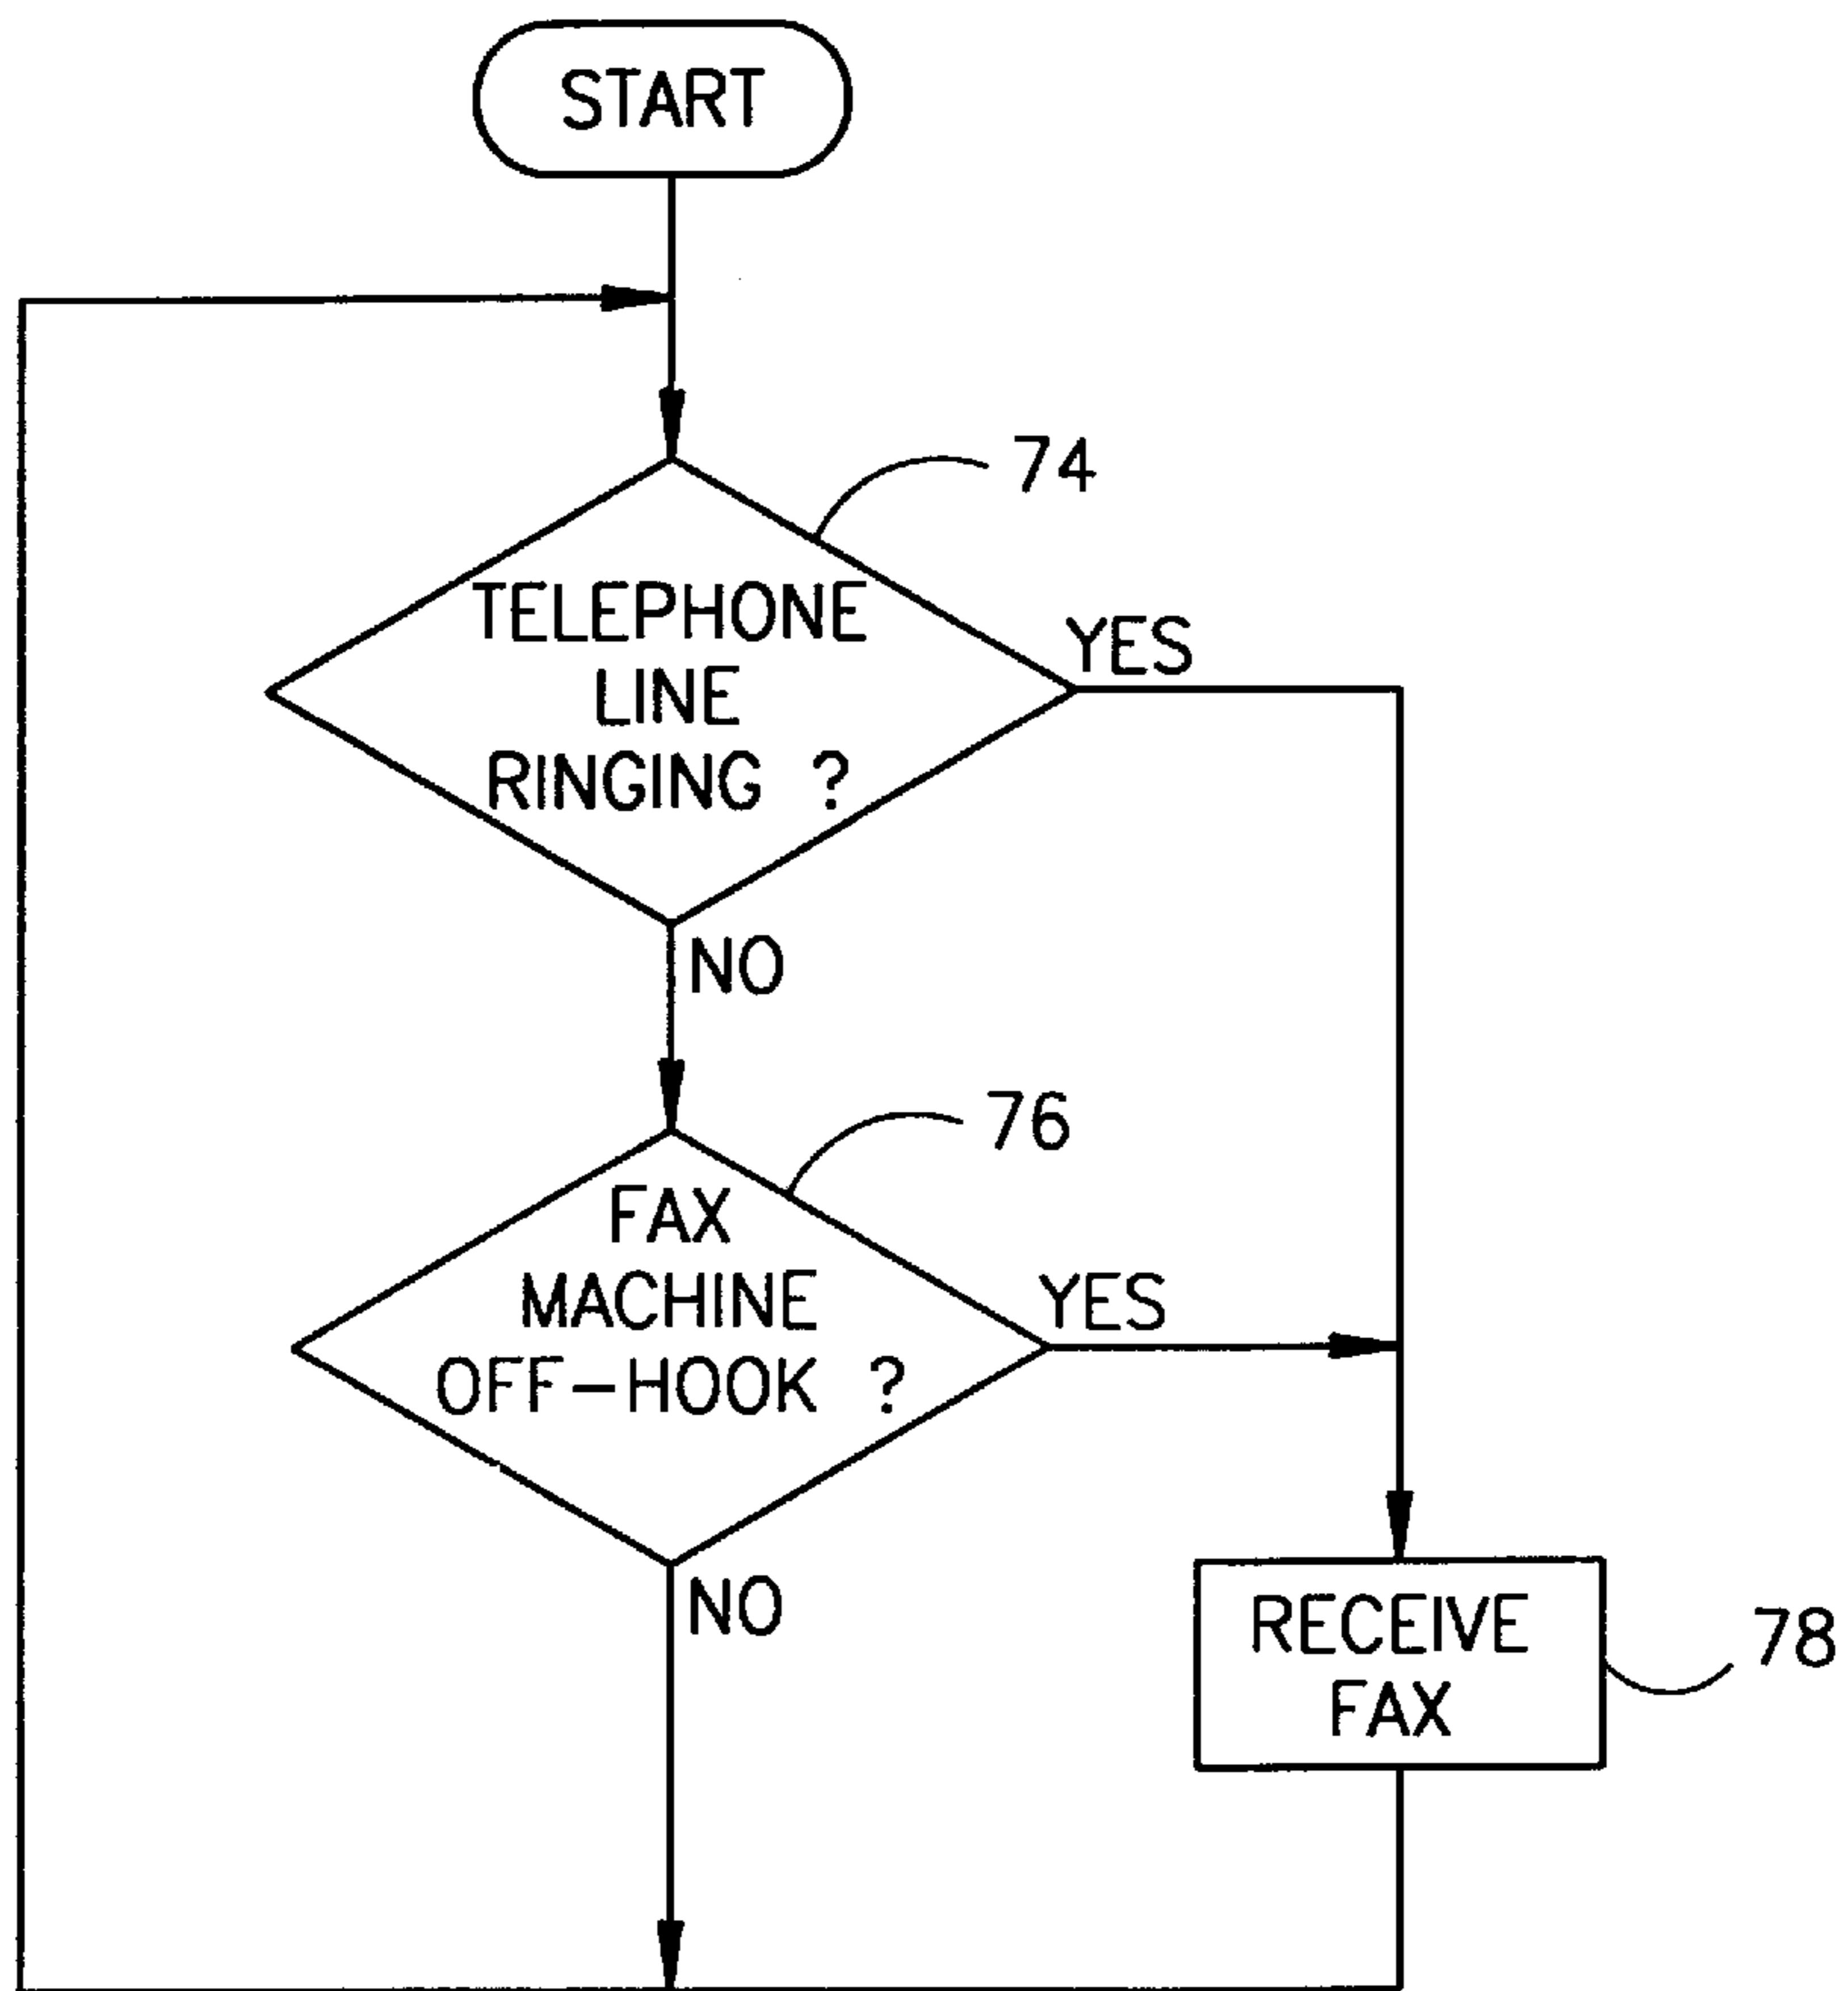 START
74
TELEPHONE
LINE
RINGING ?
YES
NO
76
FAX
MACHINE
OFF-HOOK ?
YES
NO
RECEIVE
FAX
78